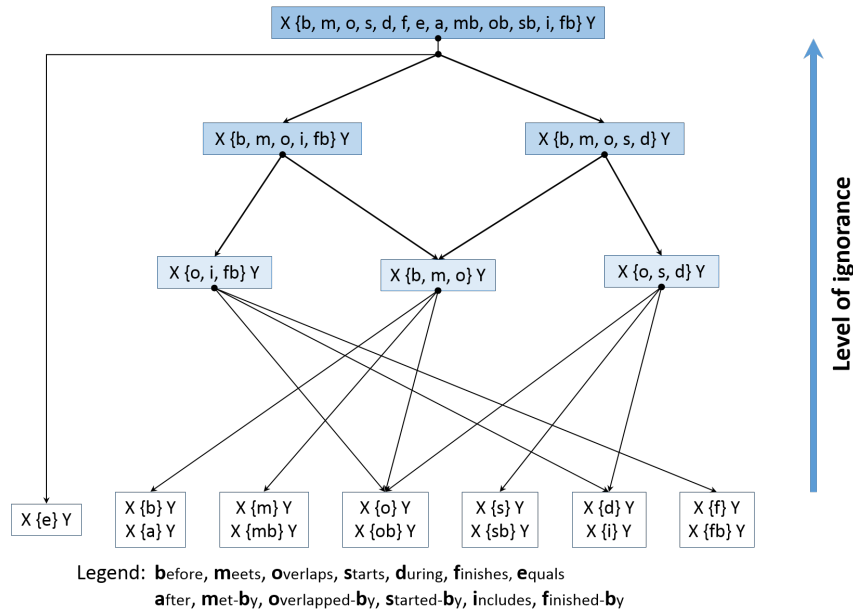 X {b, m, o, s, d, f, e, a, mb, ob, sb, i, fb} Y
X {b, m, o, i, fb} Y
X {b, m, o, s, d} Y
X {o, i, fb} Y
X {b, m, o} Y
X {o, s, d} Y
Level of ignorance
X {e} Y
X {b} Y
X {a} Y
X {m} Y
X {mb} Y
X {o} Y
X {ob} Y
X {s} Y
X {sb} Y
X {d} Y
X {i} Y
X {f} Y
X {fb} Y
Legend: before, meets, overlaps, starts, during, finishes, equals
after, met-by, overlapped-by, started-by, includes, finished-by